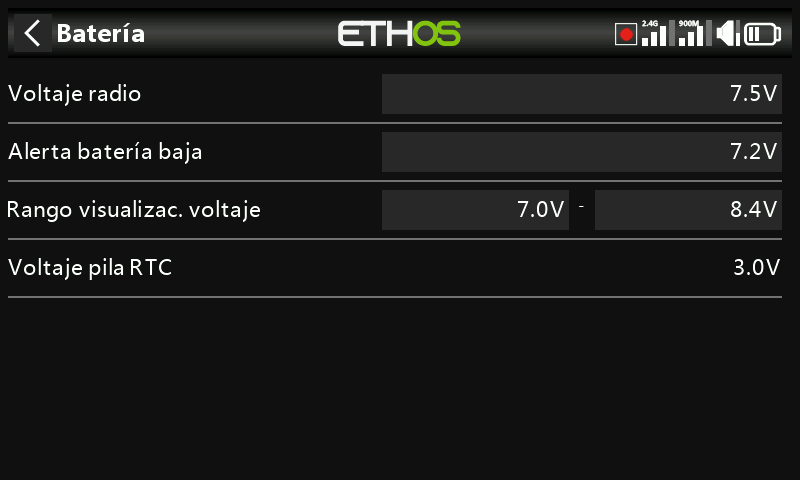 Batería
ETHOS
2.4G
900M
Voltaje radio 7.5V
Alerta batería baja 7.2V
Rango visualizac. voltaje 7.0V - 8.4V
Voltaje pila RTC 3.0V